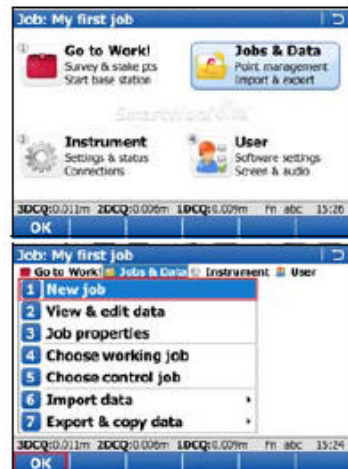 Job: My first job
Go to Work!
Survey & stake pts
Start base station
Jobs & Data
Point management
Import & export
Instrument
Settings & status
Connections
User
Software settings
Screen & audio
3DCQ:0.011m 2DCQ:0.006m 1DCQ:0.009m Fn abc 15:26
OK
Job: My first job
Go to Work! Jobs & Data Instrument User
1 New job
2 View & edit data
3 Job properties
4 Choose working job
5 Choose control job
6 Import data
7 Export & copy data
3DCQ:0.011m 2DCQ:0.006m 1DCQ:0.009m Fn abc 15:24
OK